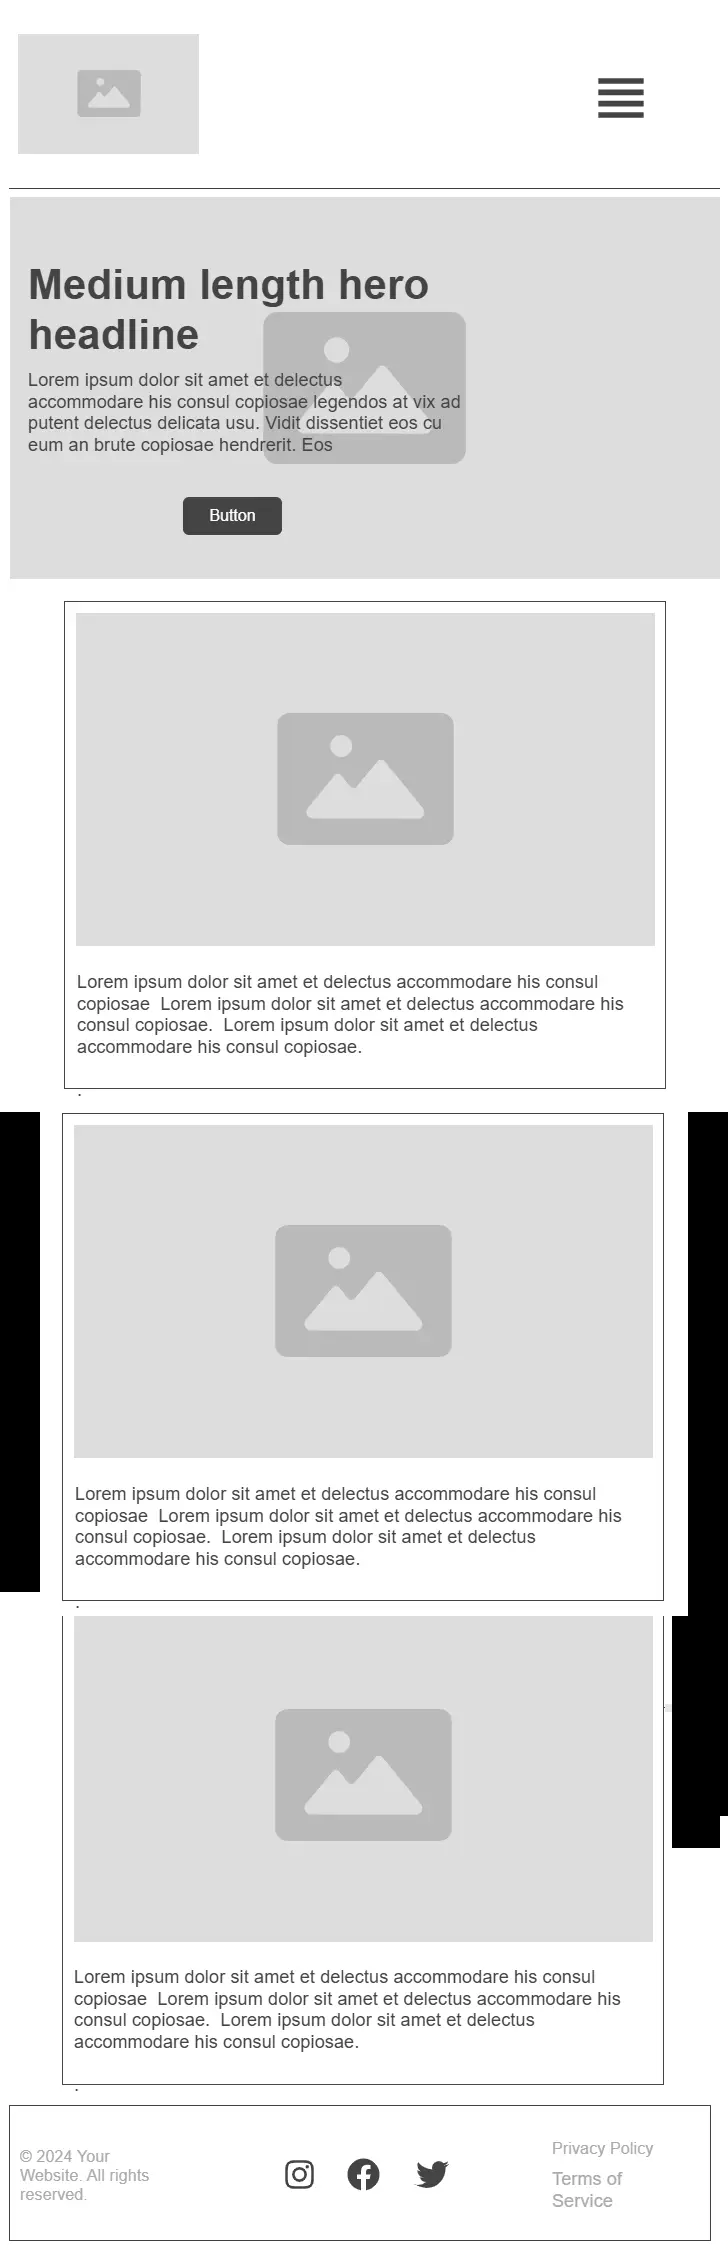 Medium length hero
headline
Lorem ipsum dolor sit amet et delectus
accommodare his consul copiosae legendos at vix ad
putent delectus delicata usu. Vidit dissentiet eos cu
eum an brute copiosae hendrerit. Eos
Button
Lorem ipsum dolor sit amet et delectus accommodare his consul
copiosae  Lorem ipsum dolor sit amet et delectus accommodare his
consul copiosae.  Lorem ipsum dolor sit amet et delectus
accommodare his consul copiosae.
.
Lorem ipsum dolor sit amet et delectus accommodare his consul
copiosae  Lorem ipsum dolor sit amet et delectus accommodare his
consul copiosae.  Lorem ipsum dolor sit amet et delectus
accommodare his consul copiosae.
.
Lorem ipsum dolor sit amet et delectus accommodare his consul
copiosae  Lorem ipsum dolor sit amet et delectus accommodare his
consul copiosae.  Lorem ipsum dolor sit amet et delectus
accommodare his consul copiosae.
.
© 2024 Your
Website. All rights
reserved.
Privacy Policy
Terms of
Service